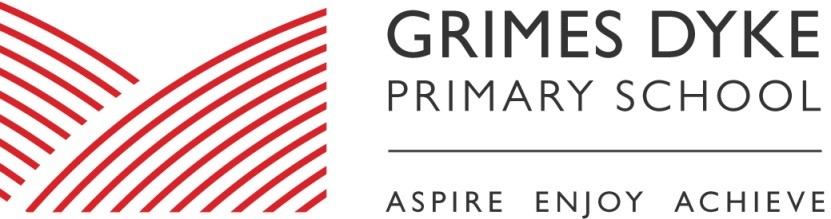 GRIMES DYKE
PRIMARY SCHOOL
ASPIRE ENJOY ACHIEVE